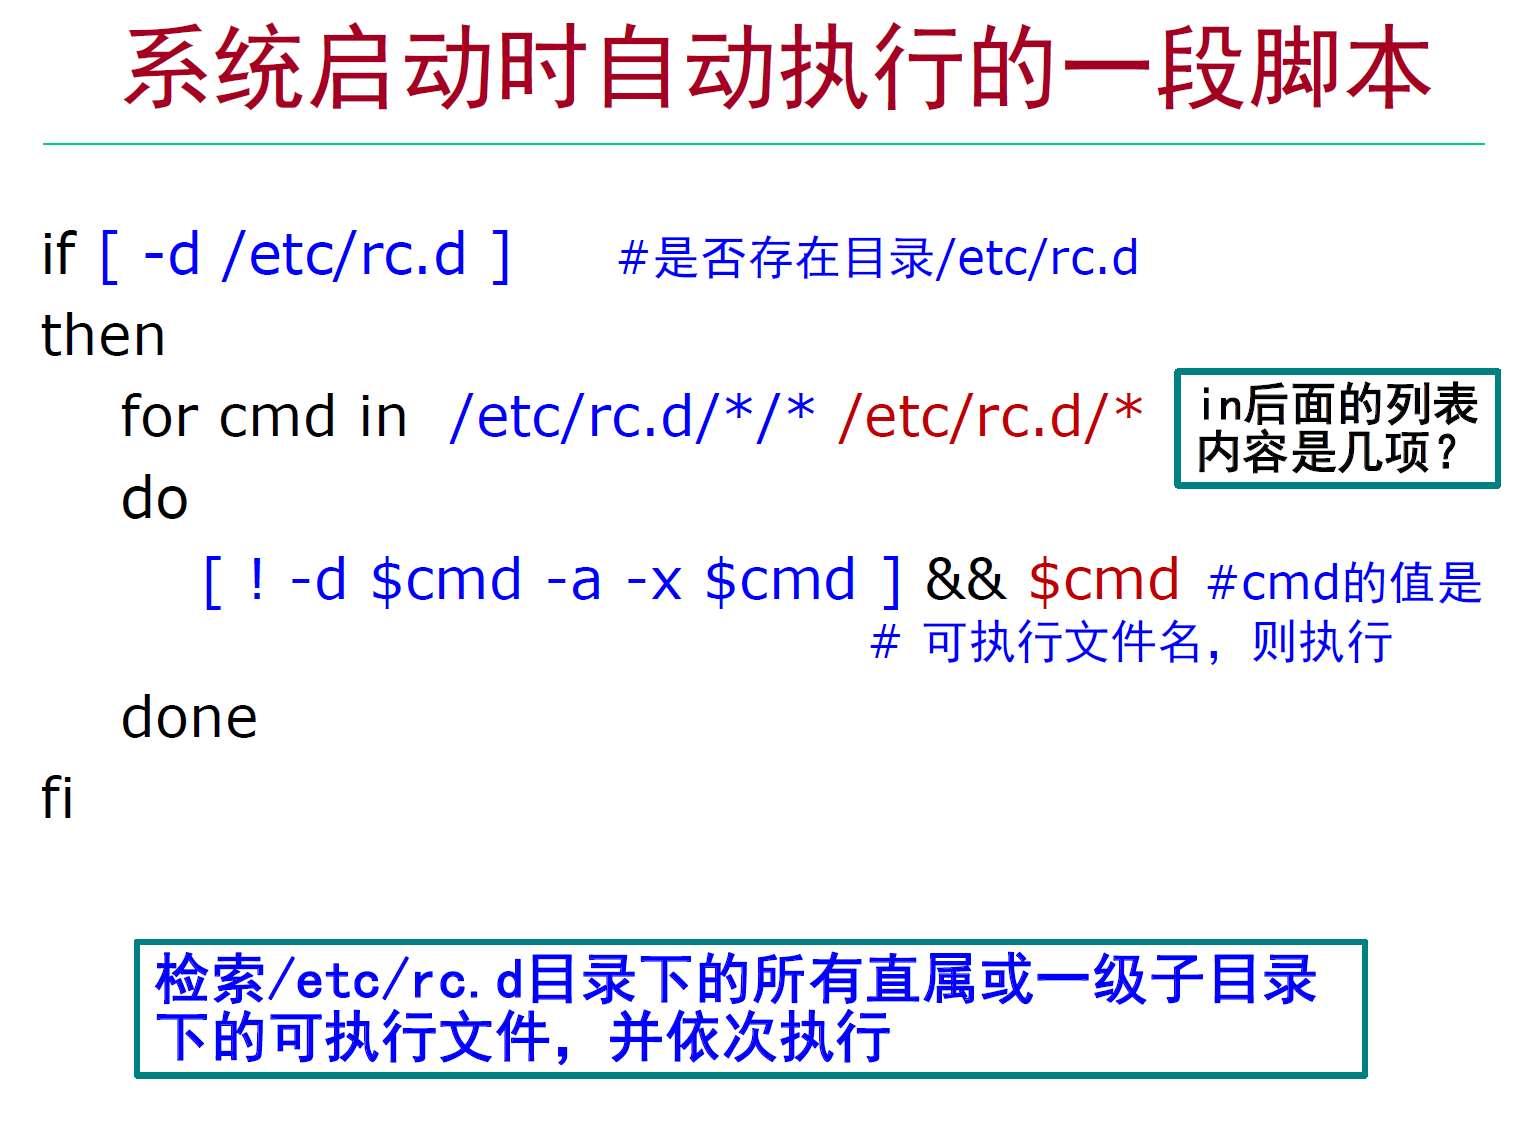 系统启动时自动执行的一段脚本
if [ -d /etc/rc.d ] #是否存在目录/etc/rc.d
then
for cmd in /etc/rc.d/*/* /etc/rc.d/*
in后面的列表
内容是几项？
do
[ ! -d $cmd -a -x $cmd ] && $cmd #cmd的值是
# 可执行文件名，则执行
done
fi
检索/etc/rc.d目录下的所有直属或一级子目录
下的可执行文件，并依次执行